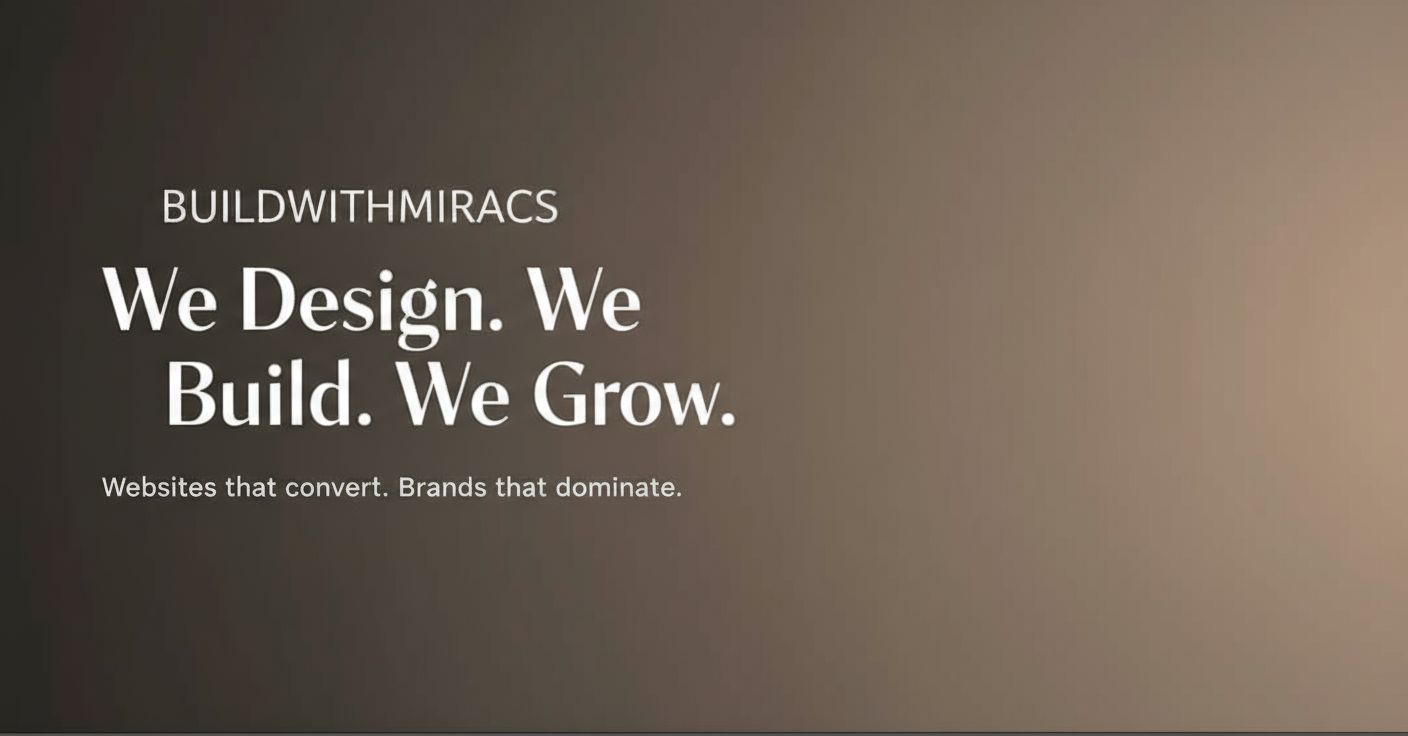 BUILDWITHMIRACS
We Design. We
Build. We Grow.
Websites that convert. Brands that dominate.